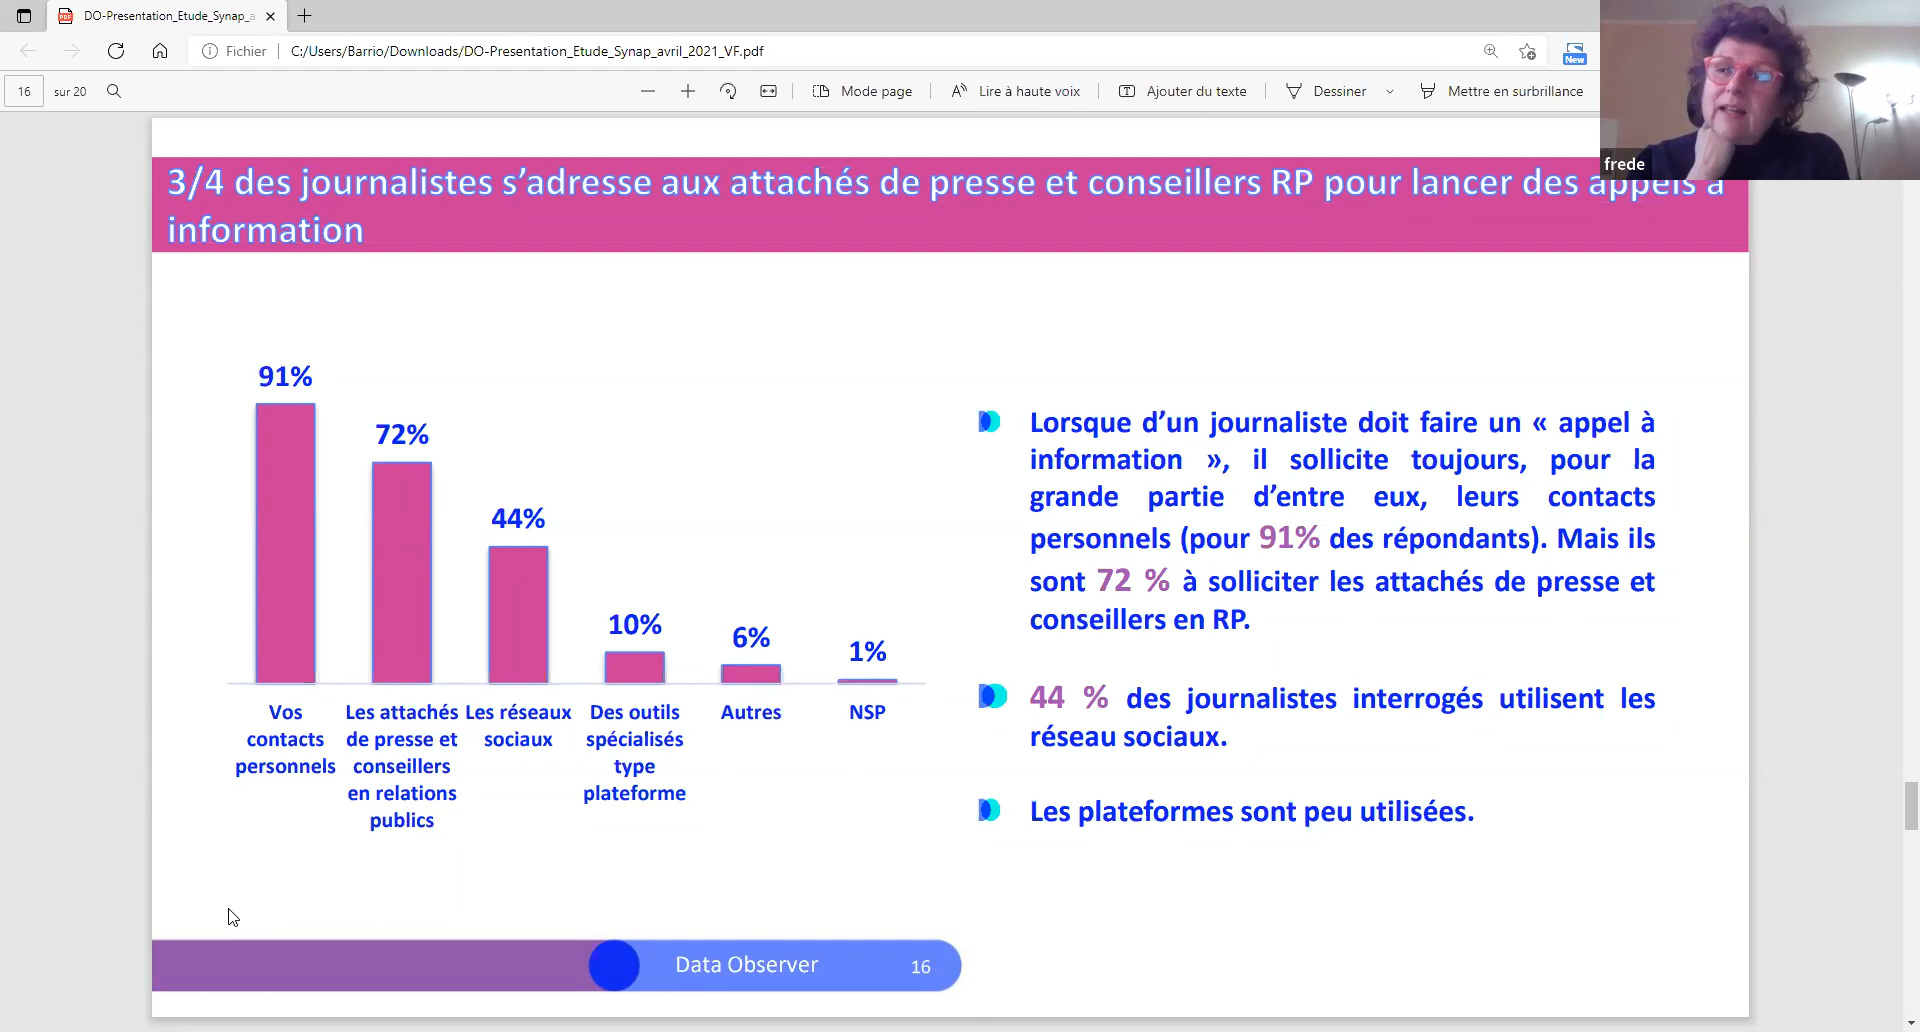 DO-Presentation_Etude_Synap_a
Fichier
C:/Users/Barrio/Downloads/DO-Presentation_Etude_Synap_avril_2021_VF.pdf
New
16 sur 20
Mode page
Lire à haute voix
Ajouter du texte
Dessiner
Mettre en surbrillance
frede
3/4 des journalistes s’adresse aux attachés de presse et conseillers RP pour lancer des appels à
information
91%
72%
44%
10%
6%
1%
Vos
contacts
personnels
Les attachés
de presse et
conseillers
en relations
publics
Les réseaux
sociaux
Des outils
spécialisés
type
plateforme
Autres
NSP
Lorsque d’un journaliste doit faire un « appel à
information », il sollicite toujours, pour la
grande partie d’entre eux, leurs contacts
personnels (pour 91% des répondants). Mais ils
sont 72 % à solliciter les attachés de presse et
conseillers en RP.
44 % des journalistes interrogés utilisent les
réseau sociaux.
Les plateformes sont peu utilisées.
Data Observer
16